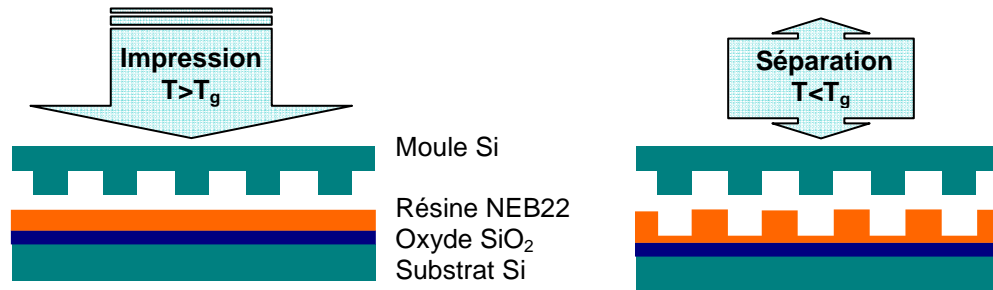 Impression
T>Tg
Séparation
T<Tg
Moule Si
Résine NEB22
Oxyde SiO2
Substrat Si